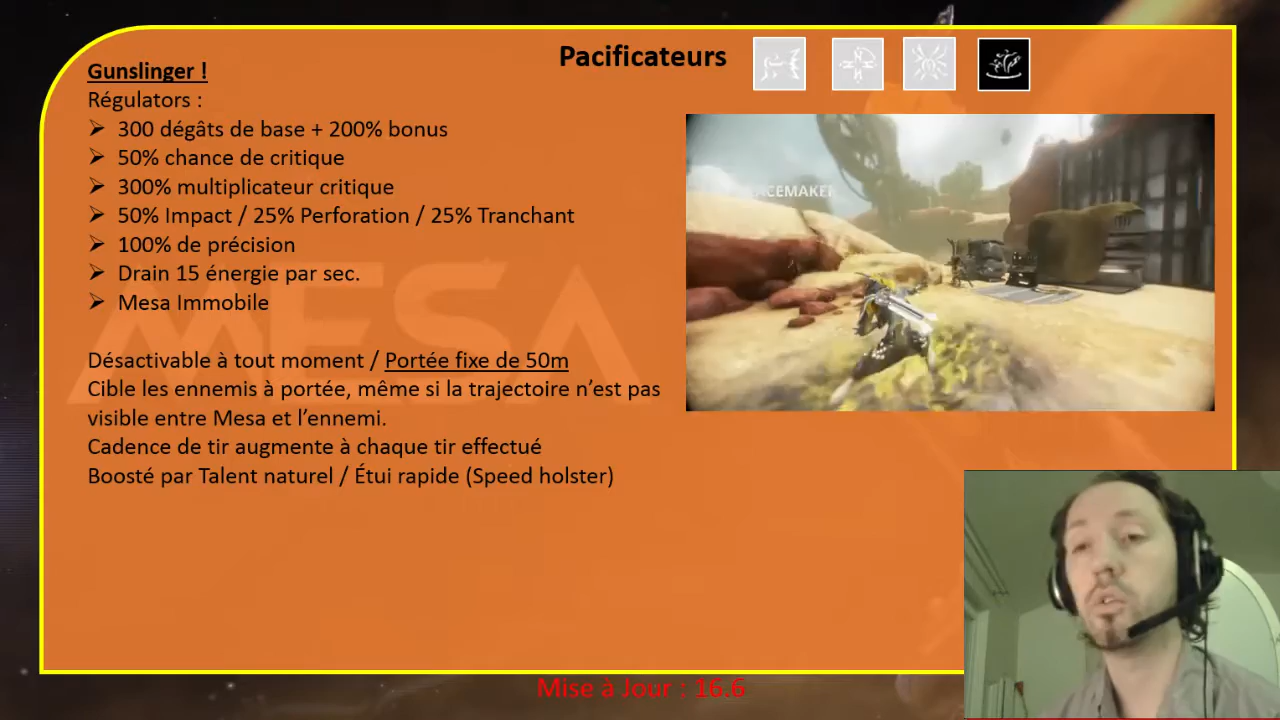 Pacificateurs
Gunslinger !
Régulators :
➢ 300 dégâts de base + 200% bonus
➢ 50% chance de critique
➢ 300% multiplicateur critique
➢ 50% Impact / 25% Perforation / 25% Tranchant
➢ 100% de précision
➢ Drain 15 énergie par sec.
➢ Mesa Immobile
Désactivable à tout moment / Portée fixe de 50m
Cible les ennemis à portée, même si la trajectoire n'est pas
visible entre Mesa et l'ennemi.
Cadence de tir augmente à chaque tir effectué
Boosté par Talent naturel / Étui rapide (Speed holster)
MESA
ACEMAKER
Mise à Jour : 16.6